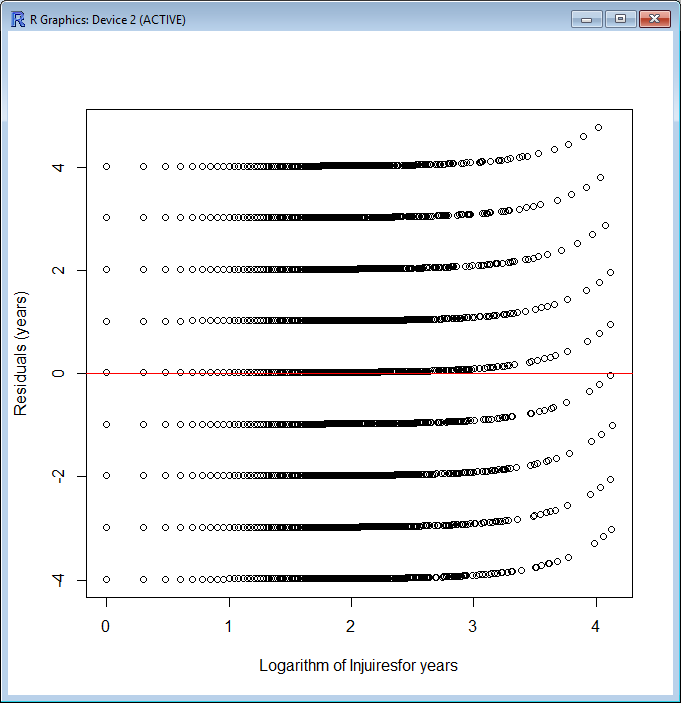 R Graphics: Device 2 (ACTIVE)
4
2
0
-2
-4
Residuals (years)
0 1 2 3 4
Logarithm of Injuiresfor years